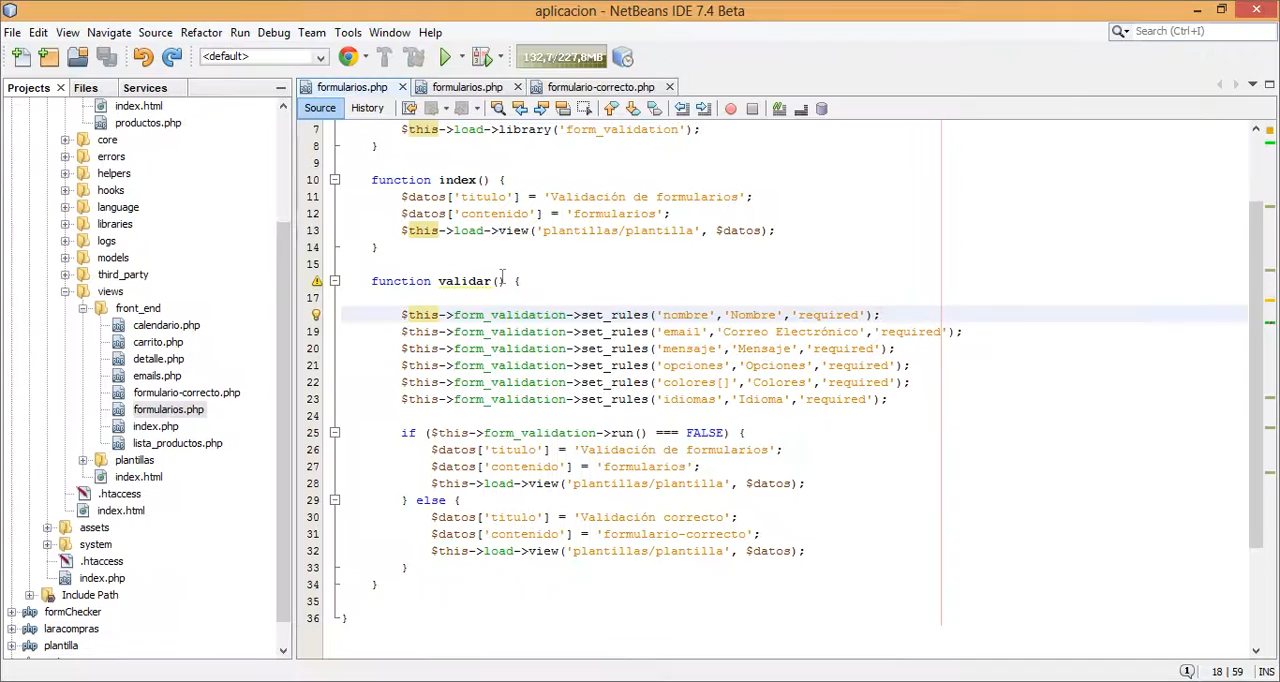 aplicacion - NetBeans IDE 7.4 Beta
File Edit View Navigate Source Refactor Run Debug Team Tools Window Help
Search (Ctrl+I)
<default>
132,7/227,8MB
Projects Files Services
formularios.php formularios.php formulario-correcto.php
Source History
index.html
productos.php
core
errors
helpers
hooks
language
libraries
logs
models
third_party
views
front_end
calendario.php
carrito.php
detalle.php
emails.php
formulario-correcto.php
formularios.php
index.php
lista_productos.php
plantillas
index.html
.htaccess
index.html
assets
system
.htaccess
index.php
Include Path
formChecker
laracompras
plantilla
7 $this->load->library('form_validation');
8 }
9
10 function index() {
11 $datos['titulo'] = 'Validación de formularios';
12 $datos['contenido'] = 'formularios';
13 $this->load->view('plantillas/plantilla', $datos);
14 }
15
function validar() {
17
$this->form_validation->set_rules('nombre','Nombre','required');
19 $this->form_validation->set_rules('email','Correo Electrónico','required');
20 $this->form_validation->set_rules('mensaje','Mensaje','required');
21 $this->form_validation->set_rules('opciones','Opciones','required');
22 $this->form_validation->set_rules('colores[]','Colores','required');
23 $this->form_validation->set_rules('idiomas','Idioma','required');
24
25 if ($this->form_validation->run() === FALSE) {
26 $datos['titulo'] = 'Validación de formularios';
27 $datos['contenido'] = 'formularios';
28 $this->load->view('plantillas/plantilla', $datos);
29 } else {
30 $datos['titulo'] = 'Validación correcto';
31 $datos['contenido'] = 'formulario-correcto';
32 $this->load->view('plantillas/plantilla', $datos);
33 }
34 }
35
36 }
1 18 | 59 INS